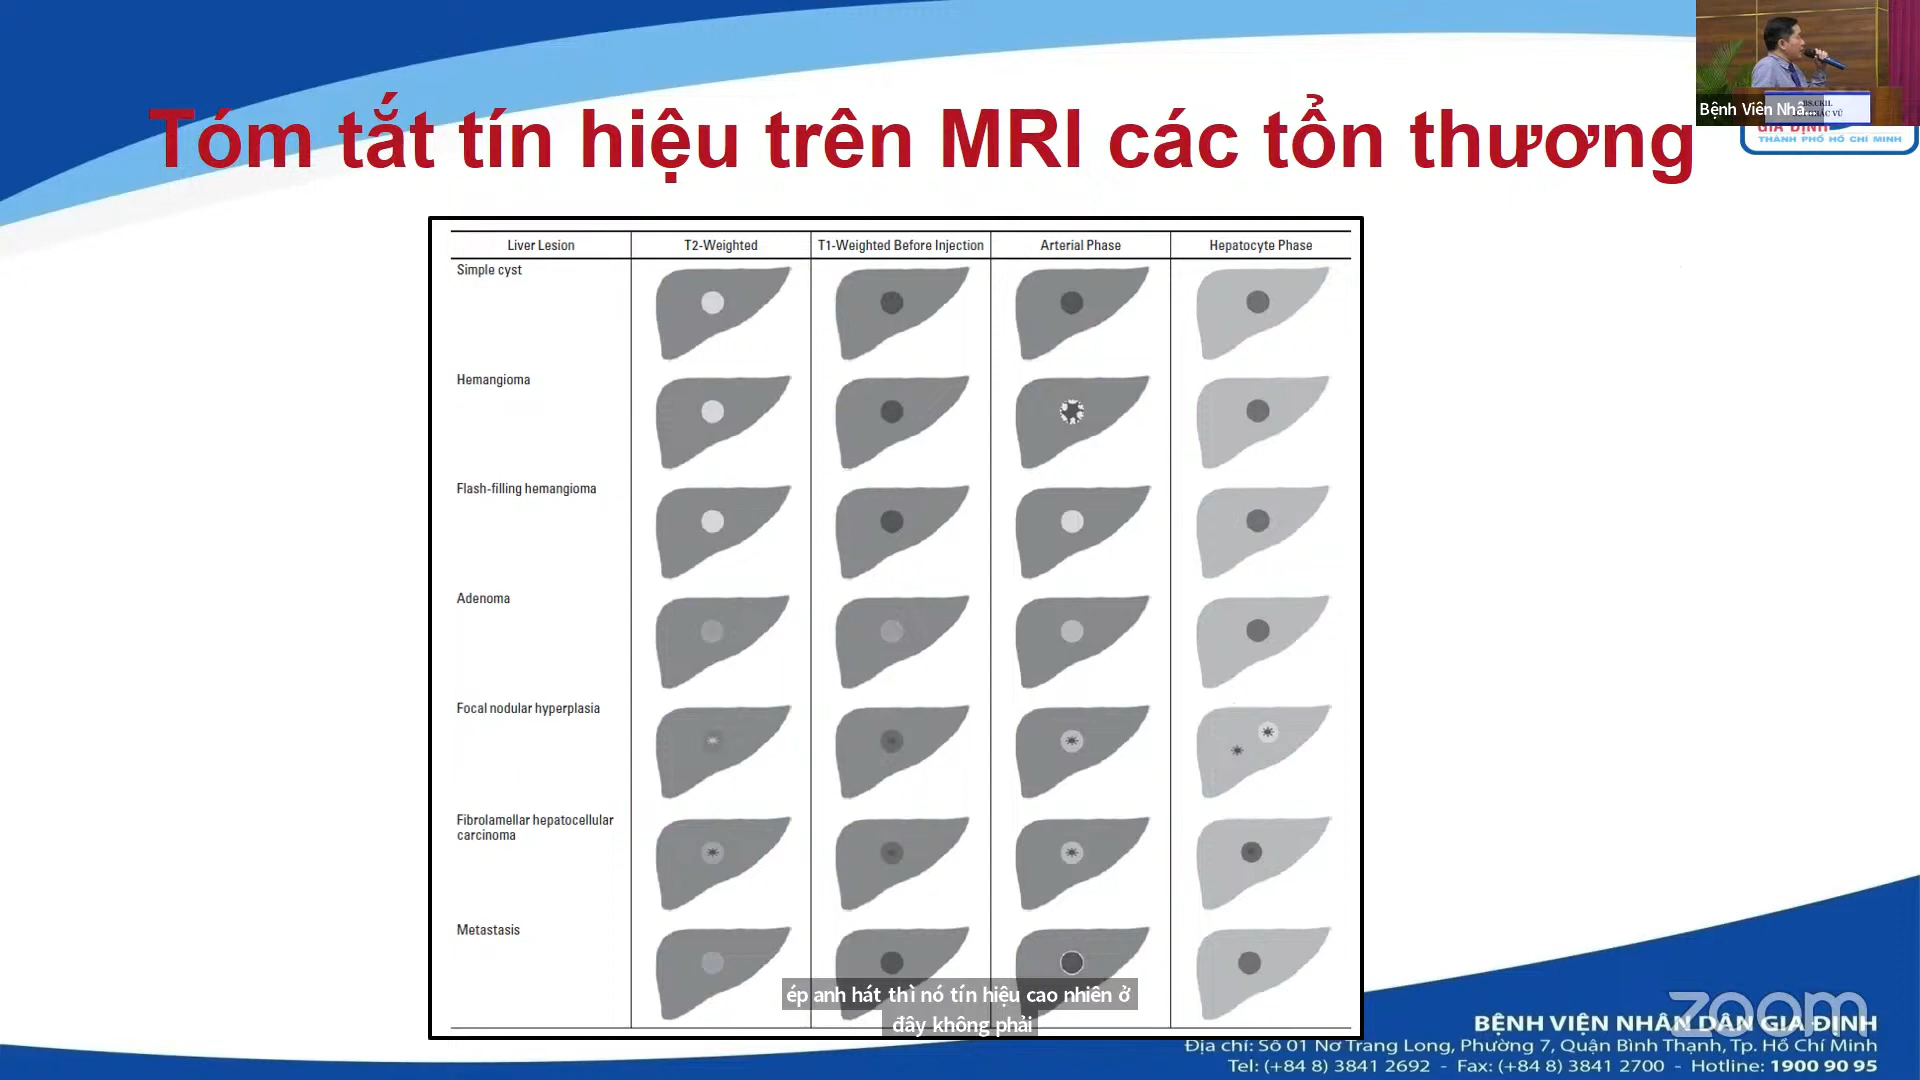 Bệnh Viện Nhâ...
BS.CKII.
GIA ĐỊNH
THÀNH PHỐ HỒ CHÍ MINH
Tóm tắt tín hiệu trên MRI các tổn thương
Liver Lesion T2-Weighted T1-Weighted Before Injection Arterial Phase Hepatocyte Phase
Simple cyst
Hemangioma
Flash-filling hemangioma
Adenoma
Focal nodular hyperplasia
Fibrolamellar hepatocellular
carcinoma
Metastasis
ép anh hát thì nó tín hiệu cao nhiên ở
đây không phải
zoom
BỆNH VIỆN NHÂN DÂN GIA ĐỊNH
Địa chỉ: Số 01 Nơ Trang Long, Phường 7, Quận Bình Thạnh, Tp. Hồ Chí Minh
Tel: (+84 8) 3841 2692 - Fax: (+84 8) 3841 2700 - Hotline: 1900 90 95